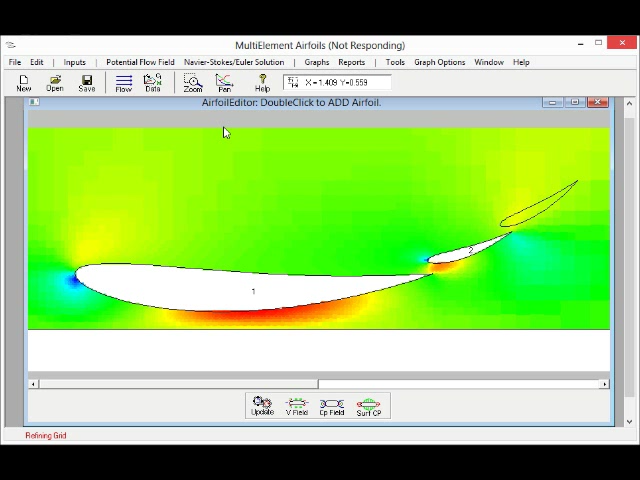 MultiElement Airfoils (Not Responding)
File Edit Inputs Potential Flow Field Navier-Stokes/Euler Solution Graphs Reports Tools Graph Options Window Help
New Open Save Flow Data Zoom Pan Help X=1.409 Y=0.559
AirfoilEditor: DoubleClick to ADD Airfoil.
2
1
Update V Field Cp Field Surf CP
Refining Grid